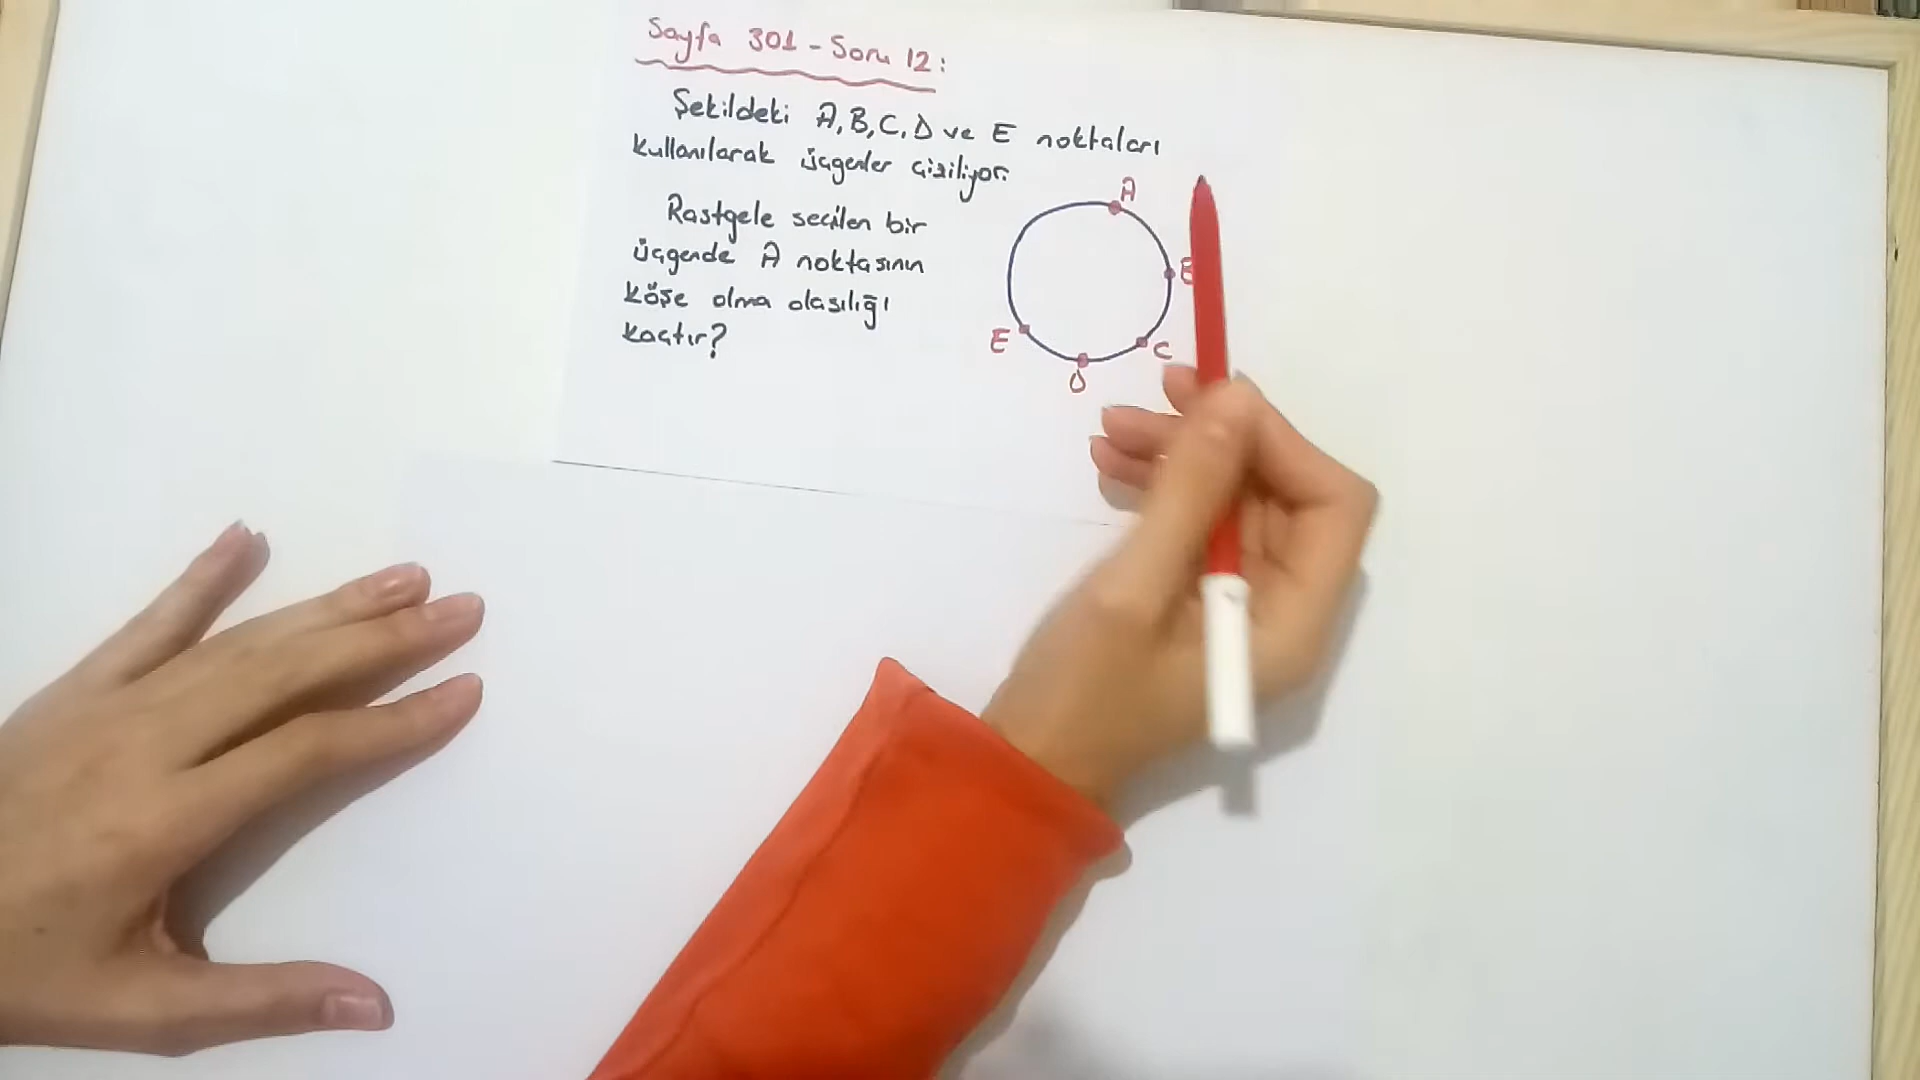 Sayfa 301 - Soru 12:
Şekildeki A, B, C, D ve E noktaları
kullanılarak üçgenler çiziliyor.
Rastgele seçilen bir
üçgende A noktasının
köşe olma olasılığı
kaçtır?
A
E
C
D